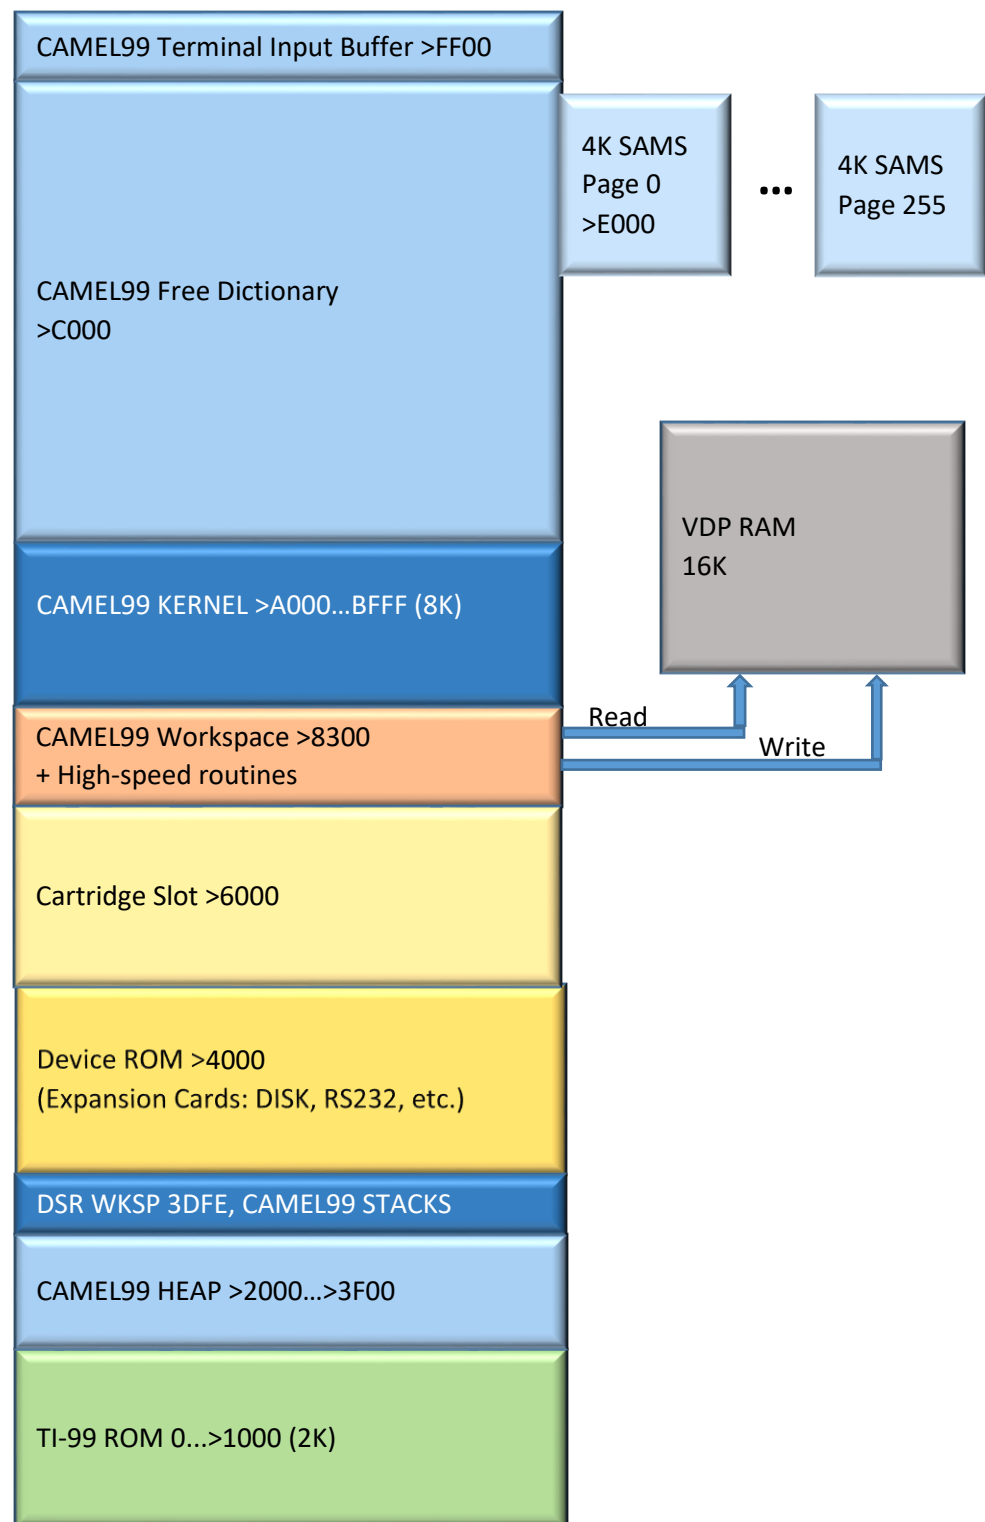 CAMEL99 Terminal Input Buffer >FF00
4K SAMS
Page 0
>E000
...
4K SAMS
Page 255
CAMEL99 Free Dictionary
>C000
VDP RAM
16K
CAMEL99 KERNEL >A000...BFFF (8K)
Read
Write
CAMEL99 Workspace >8300
+ High-speed routines
Cartridge Slot >6000
Device ROM >4000
(Expansion Cards: DISK, RS232, etc.)
DSR WKSP 3DFE, CAMEL99 STACKS
CAMEL99 HEAP >2000...>3F00
TI-99 ROM 0...>1000 (2K)